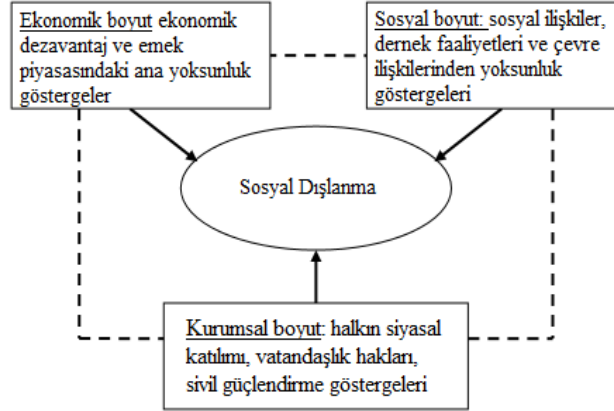 Ekonomik boyut ekonomik
dezavantaj ve emek
piyasasındaki ana yoksunluk
göstergeler
Sosyal boyut: sosyal ilişkiler,
dernek faaliyetleri ve çevre
ilişkilerinden yoksunluk
göstergeleri
Sosyal Dışlanma
Kurumsal boyut: halkın siyasal
katılımı, vatandaşlık hakları,
sivil güçlendirme göstergeleri